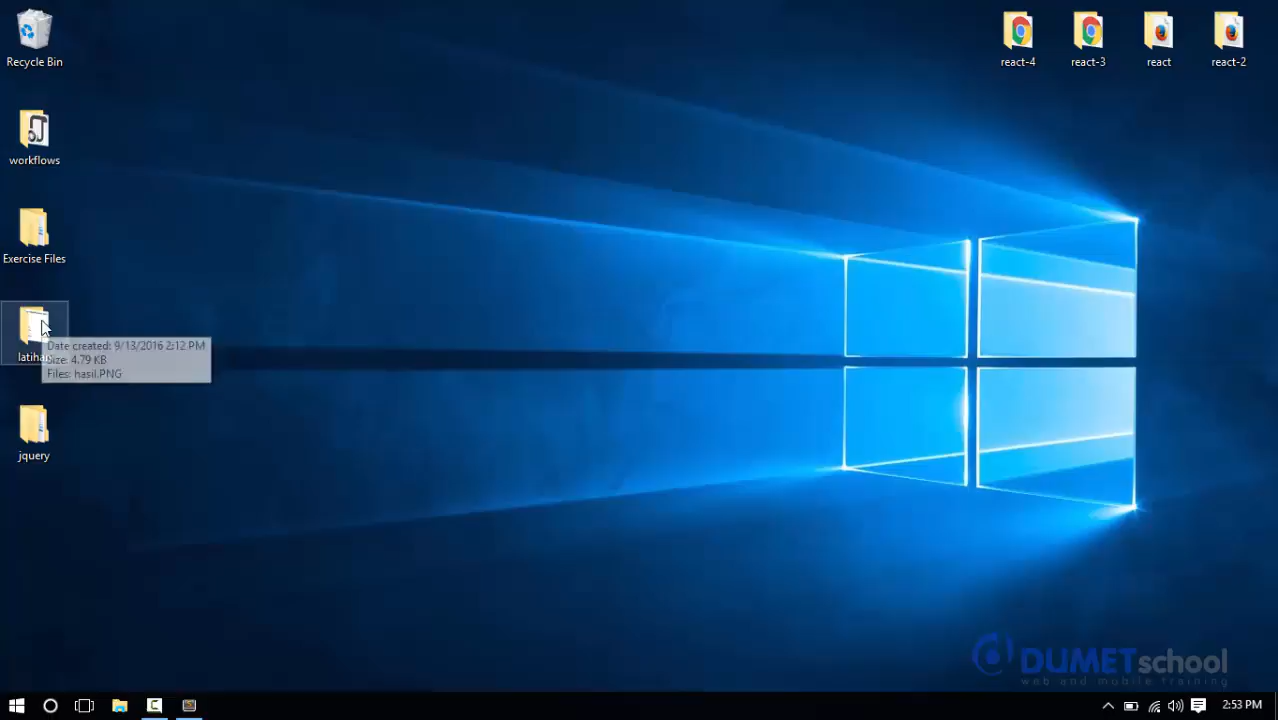 Recycle Bin
workflows
Exercise Files
latihan
Date created: 9/13/2016 2:12 PM
Size: 4.79 KB
Files: hasil.PNG
jquery
react-4
react-3
react
react-2
DUMETschool
web and mobile training
2:53 PM